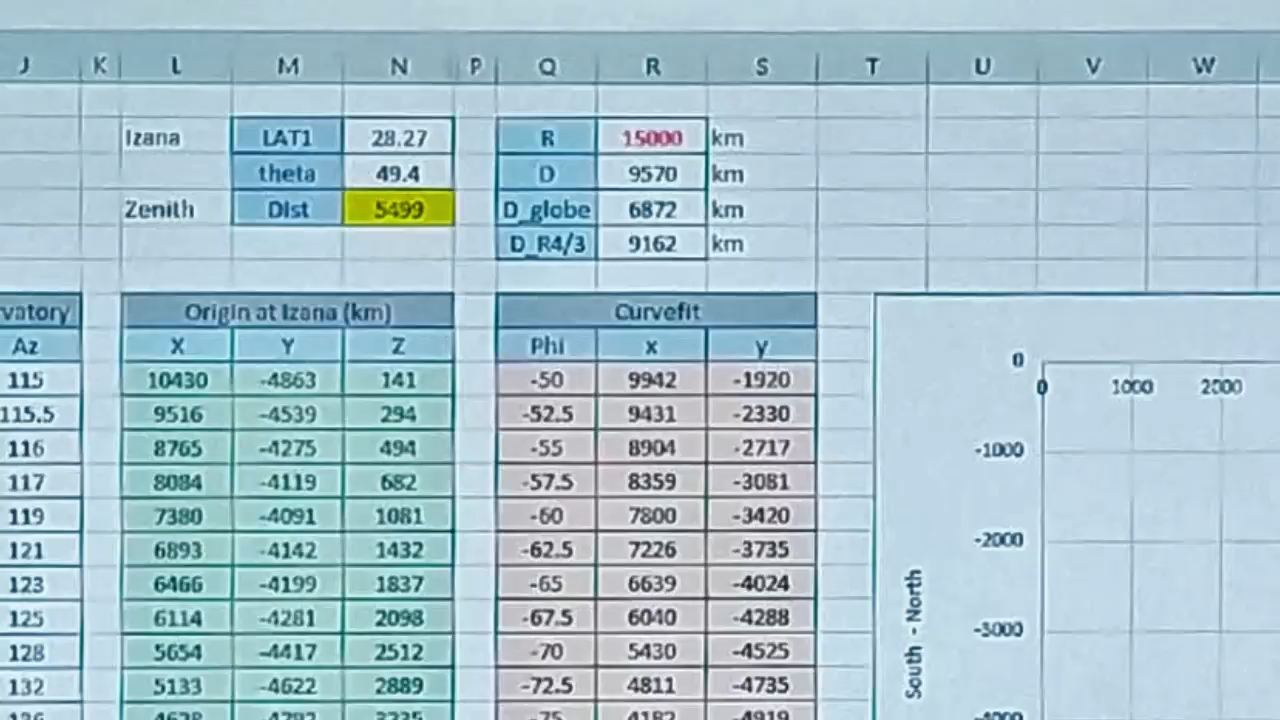 J K L M N P Q R S T U V W
Izana LAT1 28.27 R 15000 km
theta 49.4 D 9570 km
Zenith Dist 5499 D_globe 6872 km
D_R4/3 9162 km
vatory Origin at Izana (km) Curvefit
Az X Y Z Phi x y
115 10430 -4863 141 -50 9942 -1920
115.5 9516 -4539 294 -52.5 9431 -2330
116 8765 -4275 494 -55 8904 -2717
117 8084 -4119 682 -57.5 8359 -3081
119 7380 -4091 1081 -60 7800 -3420
121 6893 -4142 1432 -62.5 7226 -3735
123 6466 -4199 1837 -65 6639 -4024
125 6114 -4281 2098 -67.5 6040 -4288
128 5654 -4417 2512 -70 5430 -4525
132 5133 -4622 2889 -72.5 4811 -4735
-75 4182 -4919
0
0 1000 2000
-1000
-2000
-3000
-4000
South - North